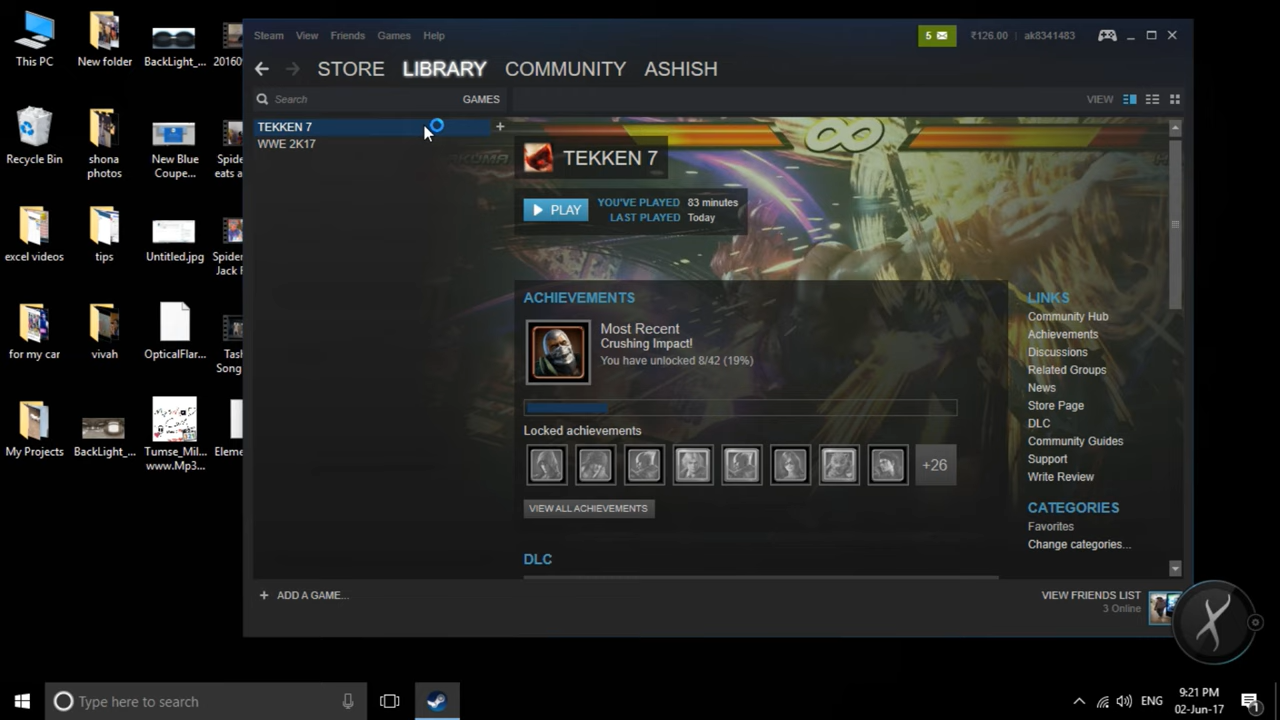 Steam View Friends Games Help
5 ₹126.00 ak8341483
STORE LIBRARY COMMUNITY ASHISH
Search GAMES VIEW
TEKKEN 7
WWE 2K17
TEKKEN 7
PLAY
YOU'VE PLAYED 83 minutes
LAST PLAYED Today
ACHIEVEMENTS
Most Recent
Crushing Impact!
You have unlocked 8/42 (19%)
Locked achievements
+26
VIEW ALL ACHIEVEMENTS
DLC
LINKS
Community Hub
Achievements
Discussions
Related Groups
News
Store Page
DLC
Community Guides
Support
Write Review
CATEGORIES
Favorites
Change categories...
+ ADD A GAME...
VIEW FRIENDS LIST
3 Online
This PC
New folder
BackLight_...
Recycle Bin
shona
photos
New Blue
Coupe...
excel videos
tips
Untitled.jpg
for my car
vivah
OpticalFlar...
My Projects
BackLight_...
Tumse_Mil...
www.Mp3...
Type here to search
ENG
9:21 PM
02-Jun-17
1